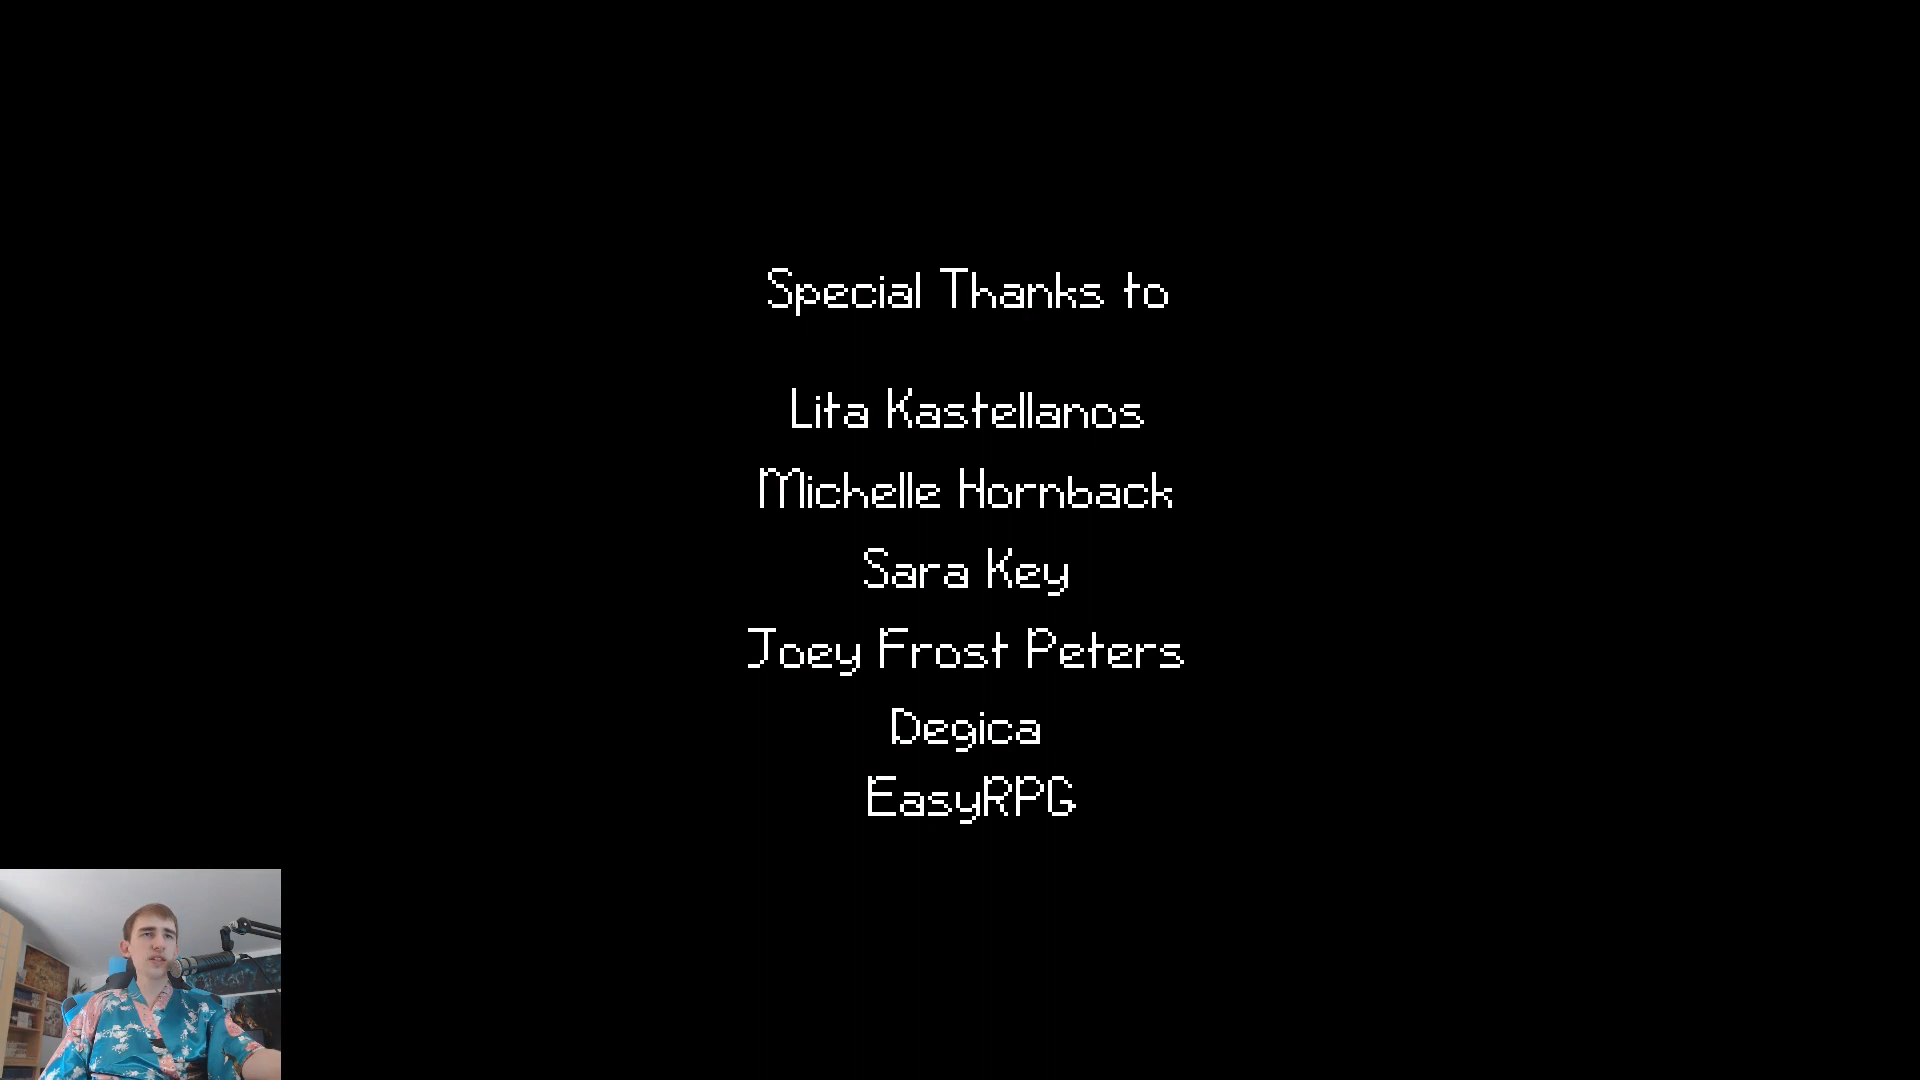 Special Thanks to
Lita Kastellanos
Michelle Hornback
Sara Key
Joey Frost Peters
Degica
EasyRPG